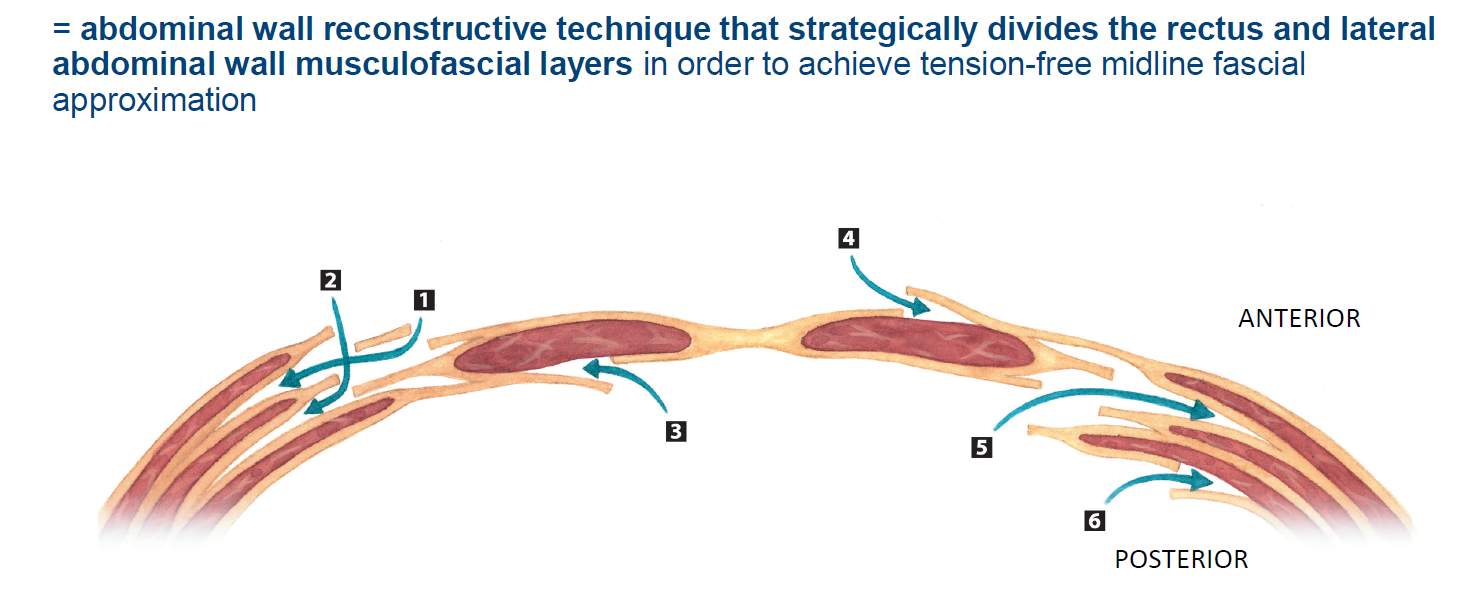 = abdominal wall reconstructive technique that strategically divides the rectus and lateral
abdominal wall musculofascial layers in order to achieve tension-free midline fascial
approximation
4
2
1
ANTERIOR
3
5
6
POSTERIOR